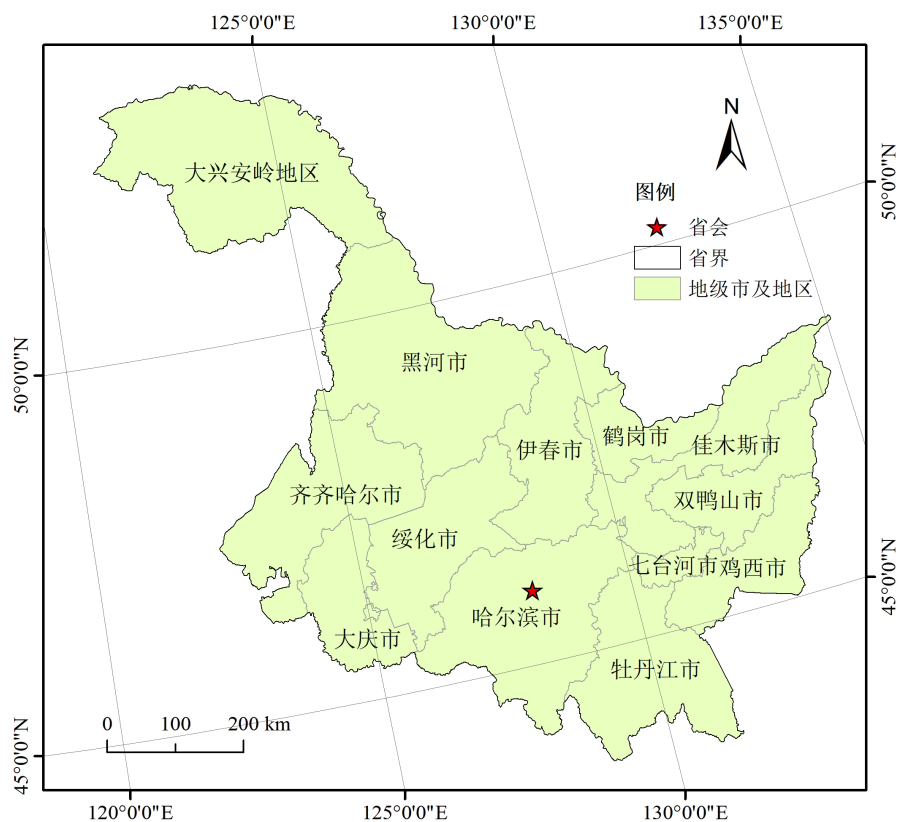 125°0'0"E
130°0'0"E
135°0'0"E
N
50°0'0"N
大兴安岭地区
图例
省会
省界
地级市及地区
50°0'0"N
黑河市
鹤岗市
佳木斯市
伊春市
齐齐哈尔市
双鸭山市
绥化市
七台河市
鸡西市
45°0'0"N
哈尔滨市
大庆市
牡丹江市
0
100
200 km
45°0'0"N
120°0'0"E
125°0'0"E
130°0'0"E